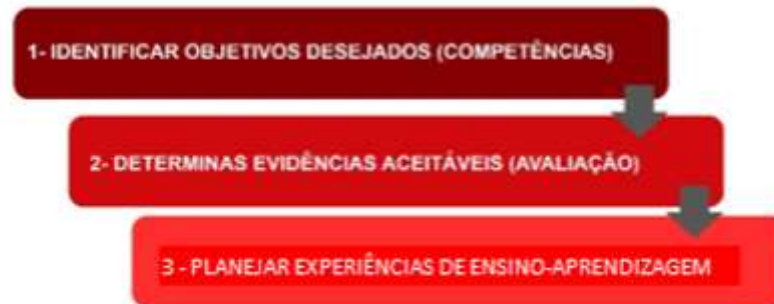 1- IDENTIFICAR OBJETIVOS DESEJADOS (COMPETÊNCIAS)
2- DETERMINAS EVIDÊNCIAS ACEITÁVEIS (AVALIAÇÃO)
3 - PLANEJAR EXPERIÊNCIAS DE ENSINO-APRENDIZAGEM